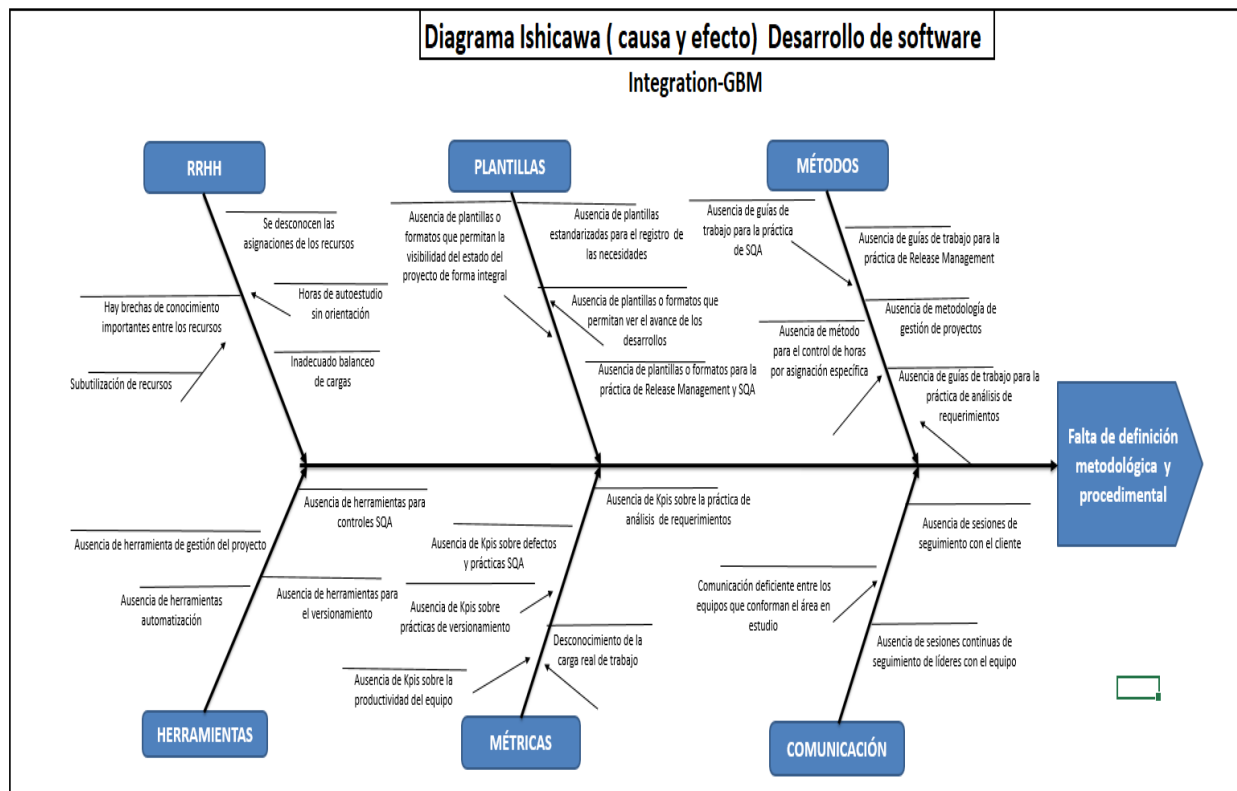 Diagrama Ishicawa ( causa y efecto) Desarrollo de software
Integration-GBM
RRHH
Se desconocen las
asignaciones de los recursos
Hay brechas de conocimiento
importantes entre los recursos
Horas de autoestudio
sin orientación
Subutilización de recursos
Inadecuado balanceo
de cargas
PLANTILLAS
Ausencia de plantillas o
formatos que permitan la
visibilidad del estado del
proyecto de forma integral
Ausencia de plantillas
estandarizadas para el registro de
las necesidades
Ausencia de plantillas o formatos que
permitan ver el avance de los
desarrollos
Ausencia de plantillas o formatos para la
práctica de Release Management y SQA
MÉTODOS
Ausencia de guías de
trabajo para la práctica
de SQA
Ausencia de guías de trabajo para la
práctica de Release Management
Ausencia de metodología de
gestión de proyectos
Ausencia de método
para el control de horas
por asignación específica
Ausencia de guías de trabajo para la
práctica de análisis de
requerimientos
Falta de definición
metodológica y
procedimental
Ausencia de herramientas para
controles SQA
Ausencia de herramienta de gestión del proyecto
Ausencia de herramientas
automatización
Ausencia de herramientas para
el versionamiento
HERRAMIENTAS
Ausencia de Kpis sobre la práctica de
análisis de requerimientos
Ausencia de Kpis sobre defectos
y prácticas SQA
Ausencia de Kpis sobre
prácticas de versionamiento
Desconocimiento de la
carga real de trabajo
Ausencia de Kpis sobre la
productividad del equipo
MÉTRICAS
Ausencia de sesiones de
seguimiento con el cliente
Comunicación deficiente entre los
equipos que conforman el área en
estudio
Ausencia de sesiones continuas de
seguimiento de líderes con el equipo
COMUNICACIÓN